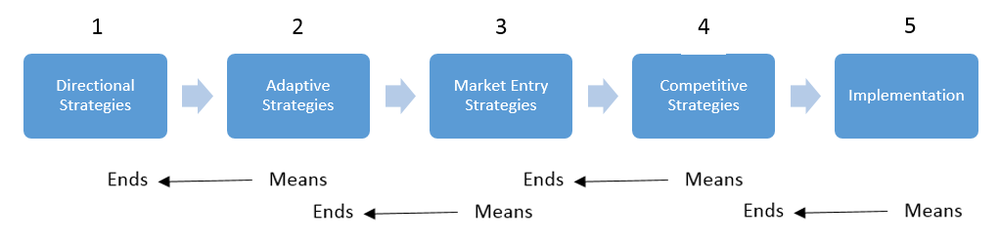 1 2 3 4 5
Directional
Strategies
Adaptive
Strategies
Market Entry
Strategies
Competitive
Strategies
Implementation
Ends Means Ends Means
Ends Means Ends Means